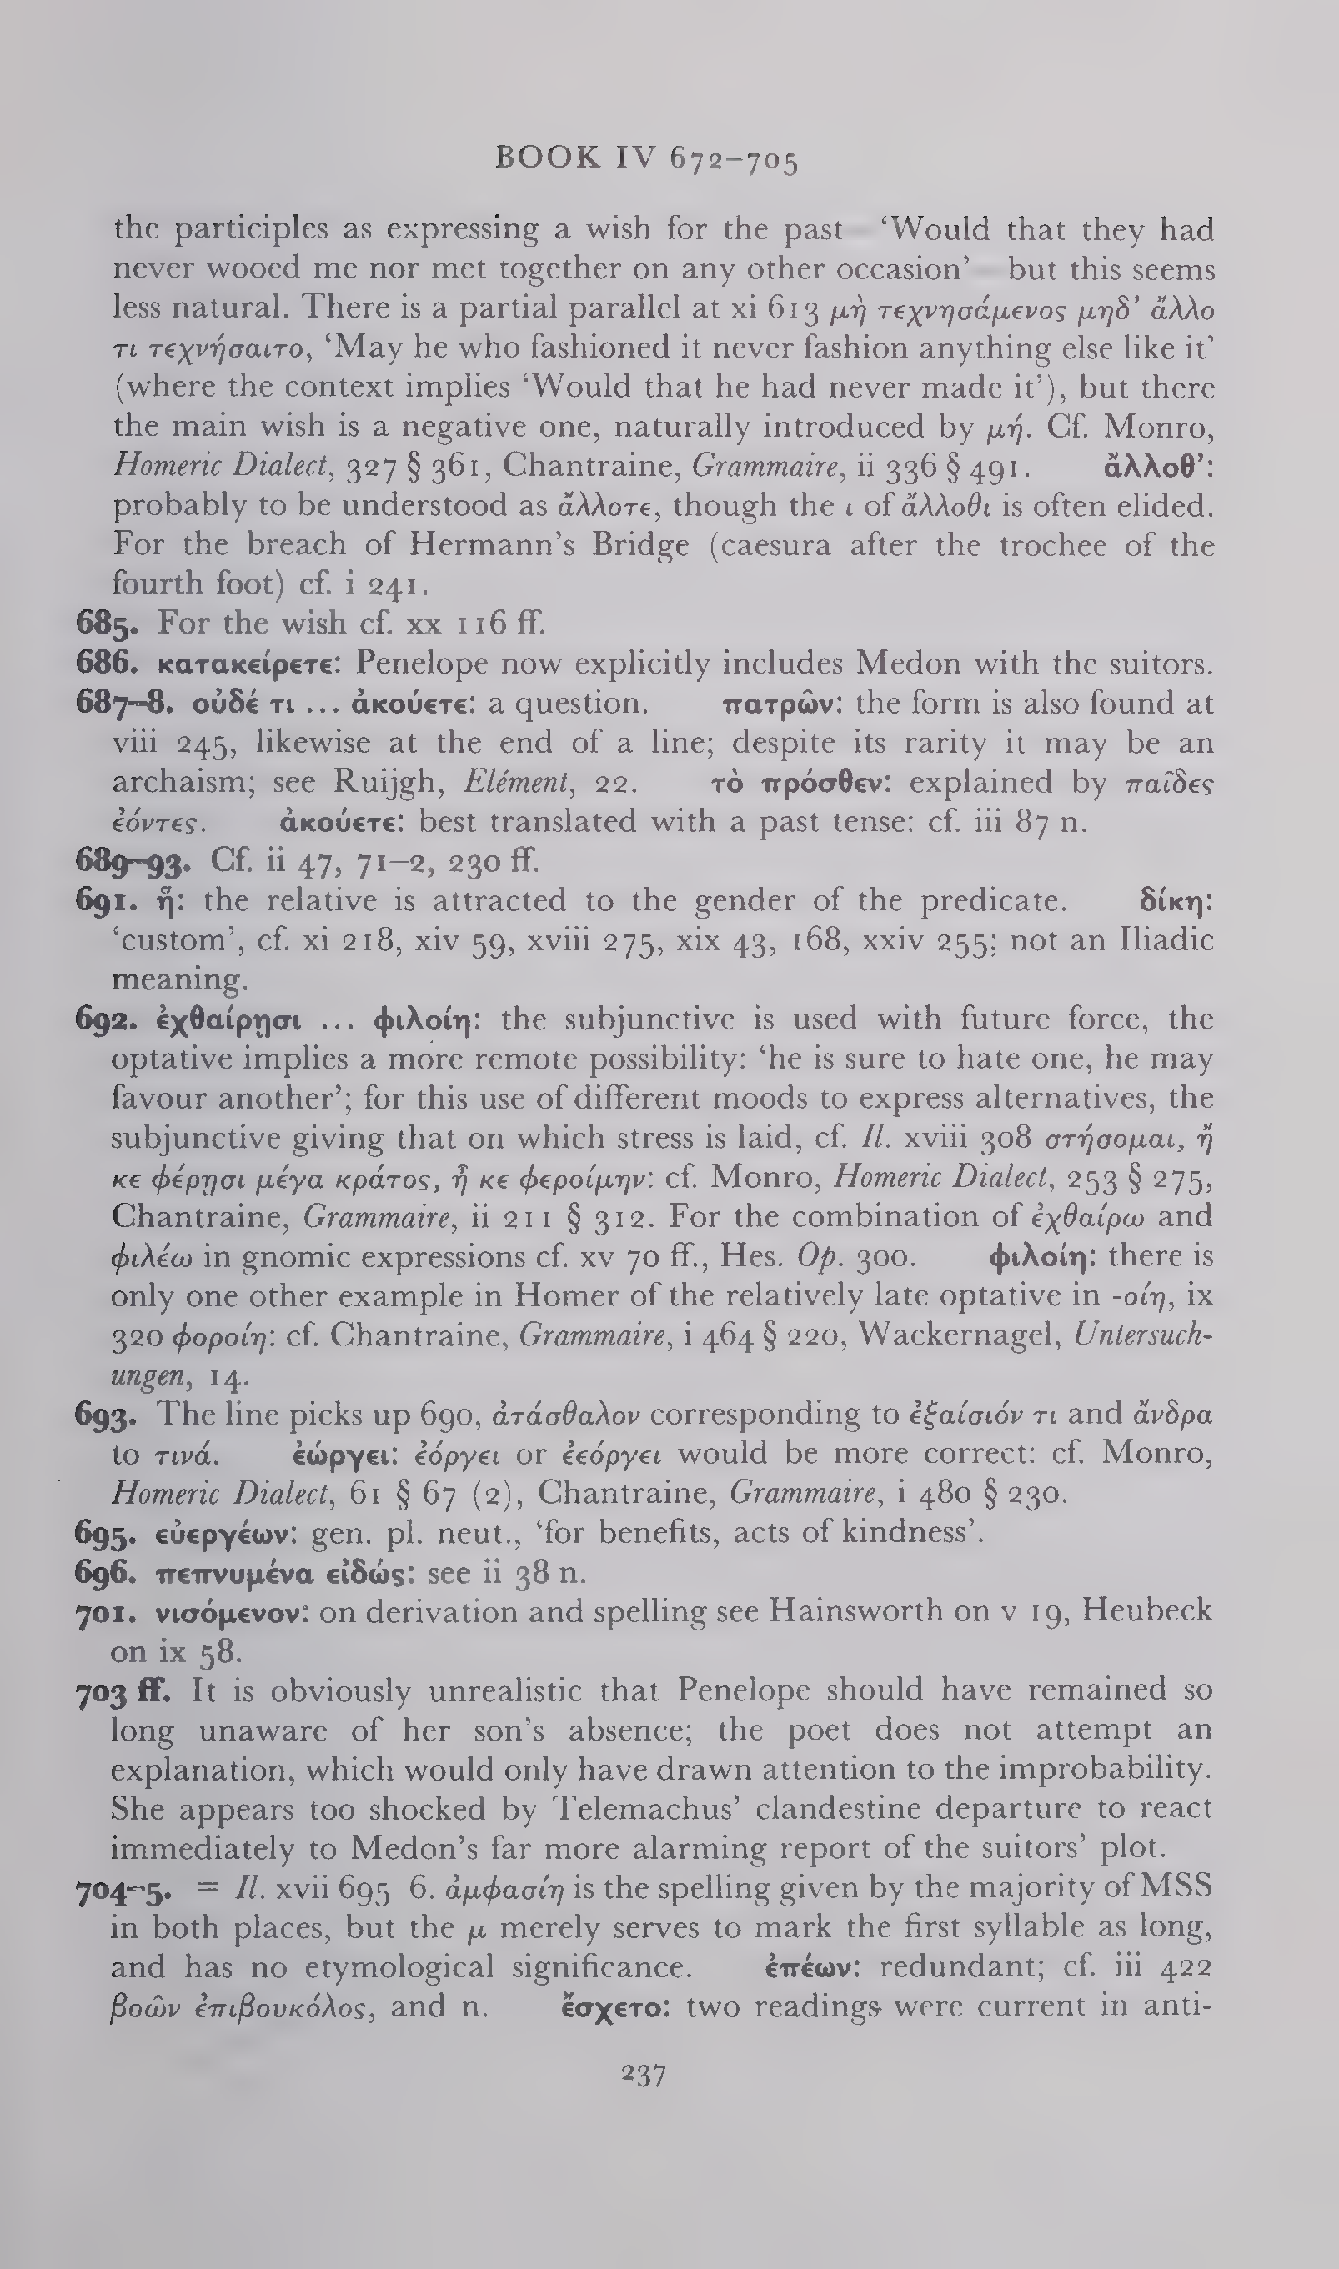 BOOK IV 672–705
the participles as expressing a wish for the past – ‘Would that they had
never wooed me nor met together on any other occasion’ – but this seems
less natural. There is a partial parallel at xi 613 μὴ τεχνησάμενος μηδ’ ἄλλο
τι τεχνήσαιτο, ‘May he who fashioned it never fashion anything else like it’
(where the context implies ‘Would that he had never made it’), but there
the main wish is a negative one, naturally introduced by μή. Cf. Monro,
Homeric Dialect, 327 § 361, Chantraine, Grammaire, ii 336 § 491. ἄλλοθ’:
probably to be understood as ἄλλοτε, though the ι of ἄλλοθι is often elided.
For the breach of Hermann’s Bridge (caesura after the trochee of the
fourth foot) cf. i 241.
685. For the wish cf. xx 116 ff.
686. κατακείρετε: Penelope now explicitly includes Medon with the suitors.
687–8. οὐδέ τι ... ἀκούετε: a question. πατρῶν: the form is also found at
viii 245, likewise at the end of a line; despite its rarity it may be an
archaism; see Ruijgh, Elément, 22. τὸ πρόσθεν: explained by παῖδες
ἐόντες. ἀκούετε: best translated with a past tense: cf. iii 87 n.
689–93. Cf. ii 47, 71–2, 230 ff.
691. ἥ: the relative is attracted to the gender of the predicate. δίκη:
‘custom’, cf. xi 218, xiv 59, xviii 275, xix 43, 168, xxiv 255; not an Iliadic
meaning.
692. ἐχθαίρῃσι ... φιλοίη: the subjunctive is used with future force, the
optative implies a more remote possibility: ‘he is sure to hate one, he may
favour another’; for this use of different moods to express alternatives, the
subjunctive giving that on which stress is laid, cf. Il. xviii 308 στήσομαι, ἤ
κε φέρῃσι μέγα κράτος, ἦ κε φεροίμην: cf. Monro, Homeric Dialect, 253 § 275,
Chantraine, Grammaire, ii 211 § 312. For the combination of ἐχθαίρω and
φιλέω in gnomic expressions cf. xv 70 ff., Hes. Op. 300. φιλοίη: there is
only one other example in Homer of the relatively late optative in -οίη, ix
320 φοροίη: cf. Chantraine, Grammaire, i 464 § 220, Wackernagel, Untersuch-
ungen, 14.
693. The line picks up 690, ἀτάσθαλον corresponding to ἐξαίσιόν τι and ἄνδρα
to τινά. ἐώργει: ἐόργει or ἐεόργει would be more correct: cf. Monro,
Homeric Dialect, 61 § 67 (2), Chantraine, Grammaire, i 480 § 230.
695. εὐεργέων: gen. pl. neut., ‘for benefits, acts of kindness’.
696. πεπνυμένα εἰδώς: see ii 38 n.
701. νισόμενον: on derivation and spelling see Hainsworth on v 19, Heubeck
on ix 58.
703 ff. It is obviously unrealistic that Penelope should have remained so
long unaware of her son’s absence; the poet does not attempt an
explanation, which would only have drawn attention to the improbability.
She appears too shocked by Telemachus’ clandestine departure to react
immediately to Medon’s far more alarming report of the suitors’ plot.
704–5. = Il. xvii 695 6. ἀμφασίη is the spelling given by the majority of MSS
in both places, but the μ merely serves to mark the first syllable as long,
and has no etymological significance. ἐπέων: redundant; cf. iii 422
βοῶν ἐπιβουκόλος, and n. ἔσχετο: two readings were current in anti-
237